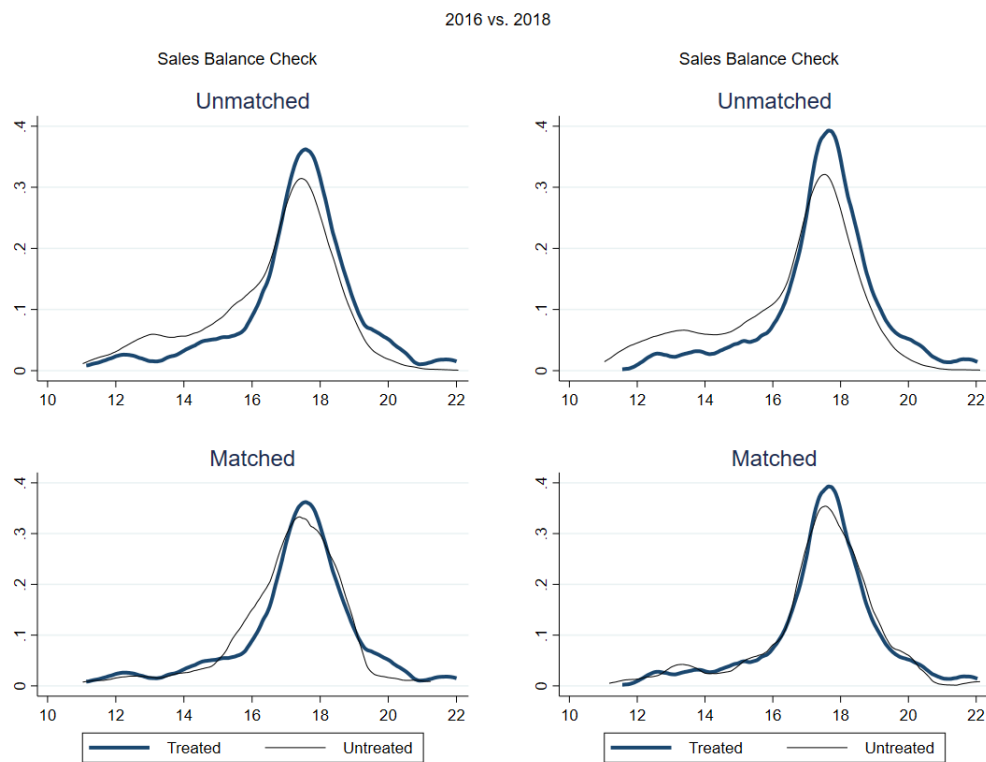 2016 vs. 2018
Sales Balance Check
Unmatched
.4
.3
.2
.1
0
10 12 14 16 18 20 22
Matched
.4
.3
.2
.1
0
10 12 14 16 18 20 22
Treated Untreated
Sales Balance Check
Unmatched
.4
.3
.2
.1
0
10 12 14 16 18 20 22
Matched
.4
.3
.2
.1
0
10 12 14 16 18 20 22
Treated Untreated